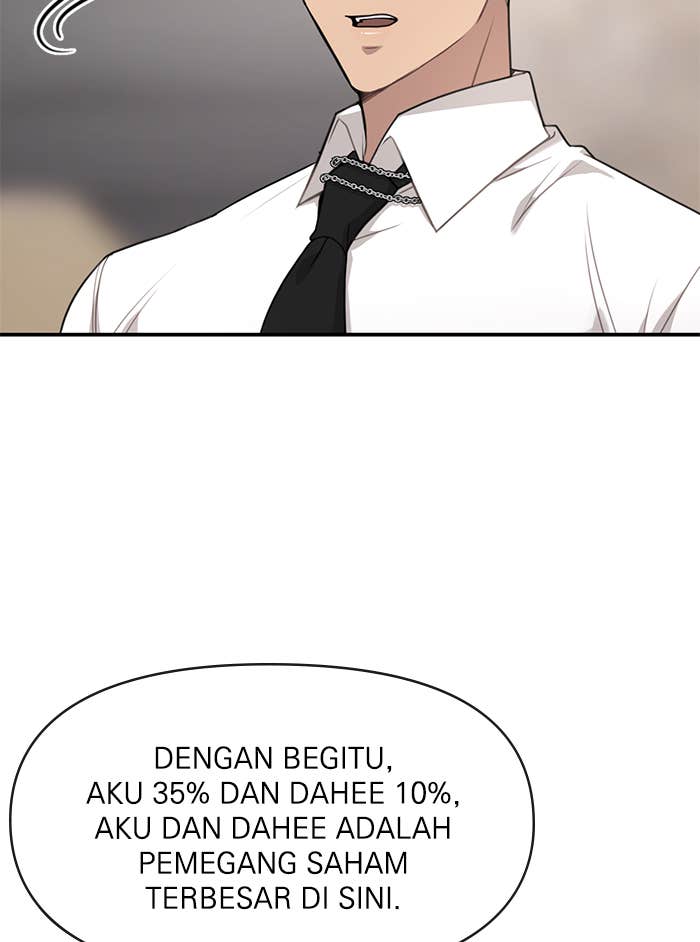 DENGAN BEGITU,
AKU 35% DAN DAHEE 10%,
AKU DAN DAHEE ADALAH
PEMEGANG SAHAM
TERBESAR DI SINI.